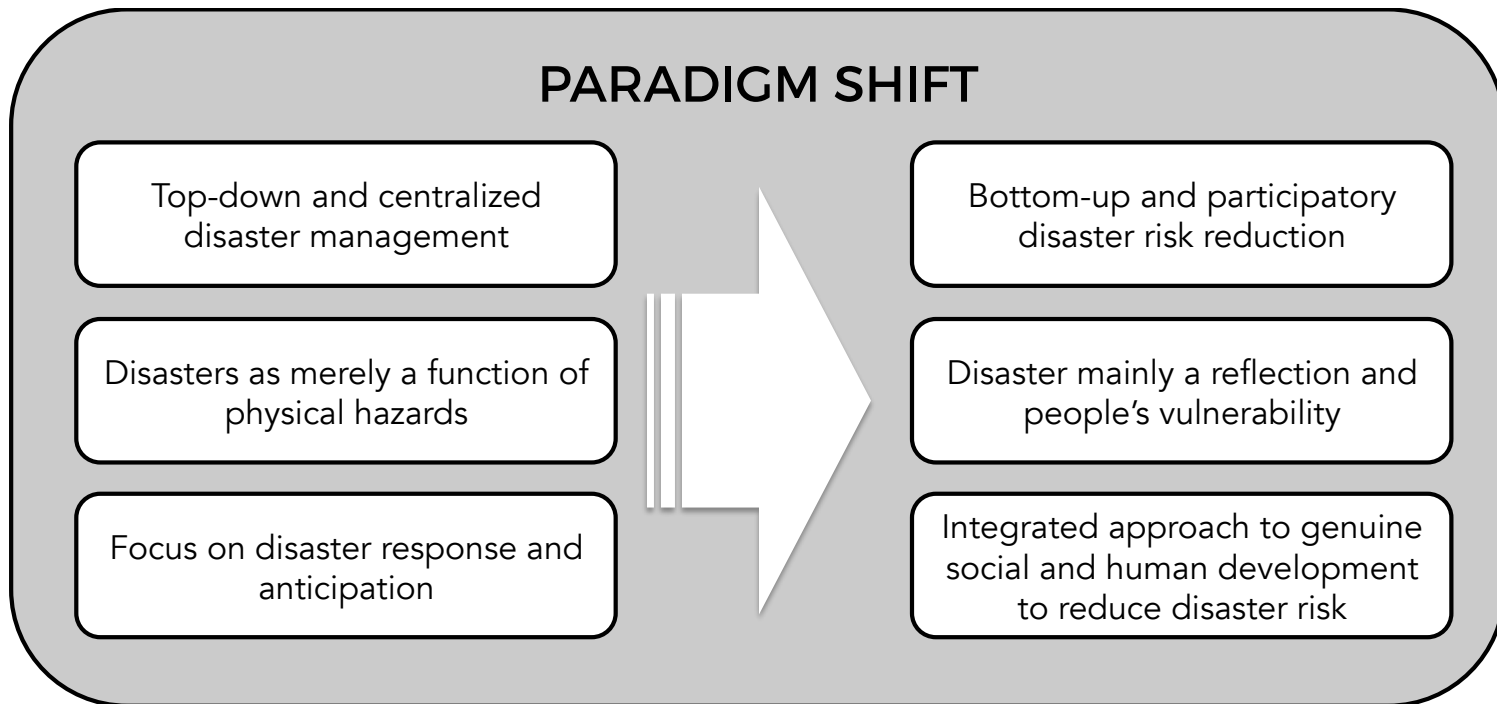 PARADIGM SHIFT
Top-down and centralized
disaster management
Disasters as merely a function of
physical hazards
Focus on disaster response and
anticipation
Bottom-up and participatory
disaster risk reduction
Disaster mainly a reflection and
people's vulnerability
Integrated approach to genuine
social and human development
to reduce disaster risk